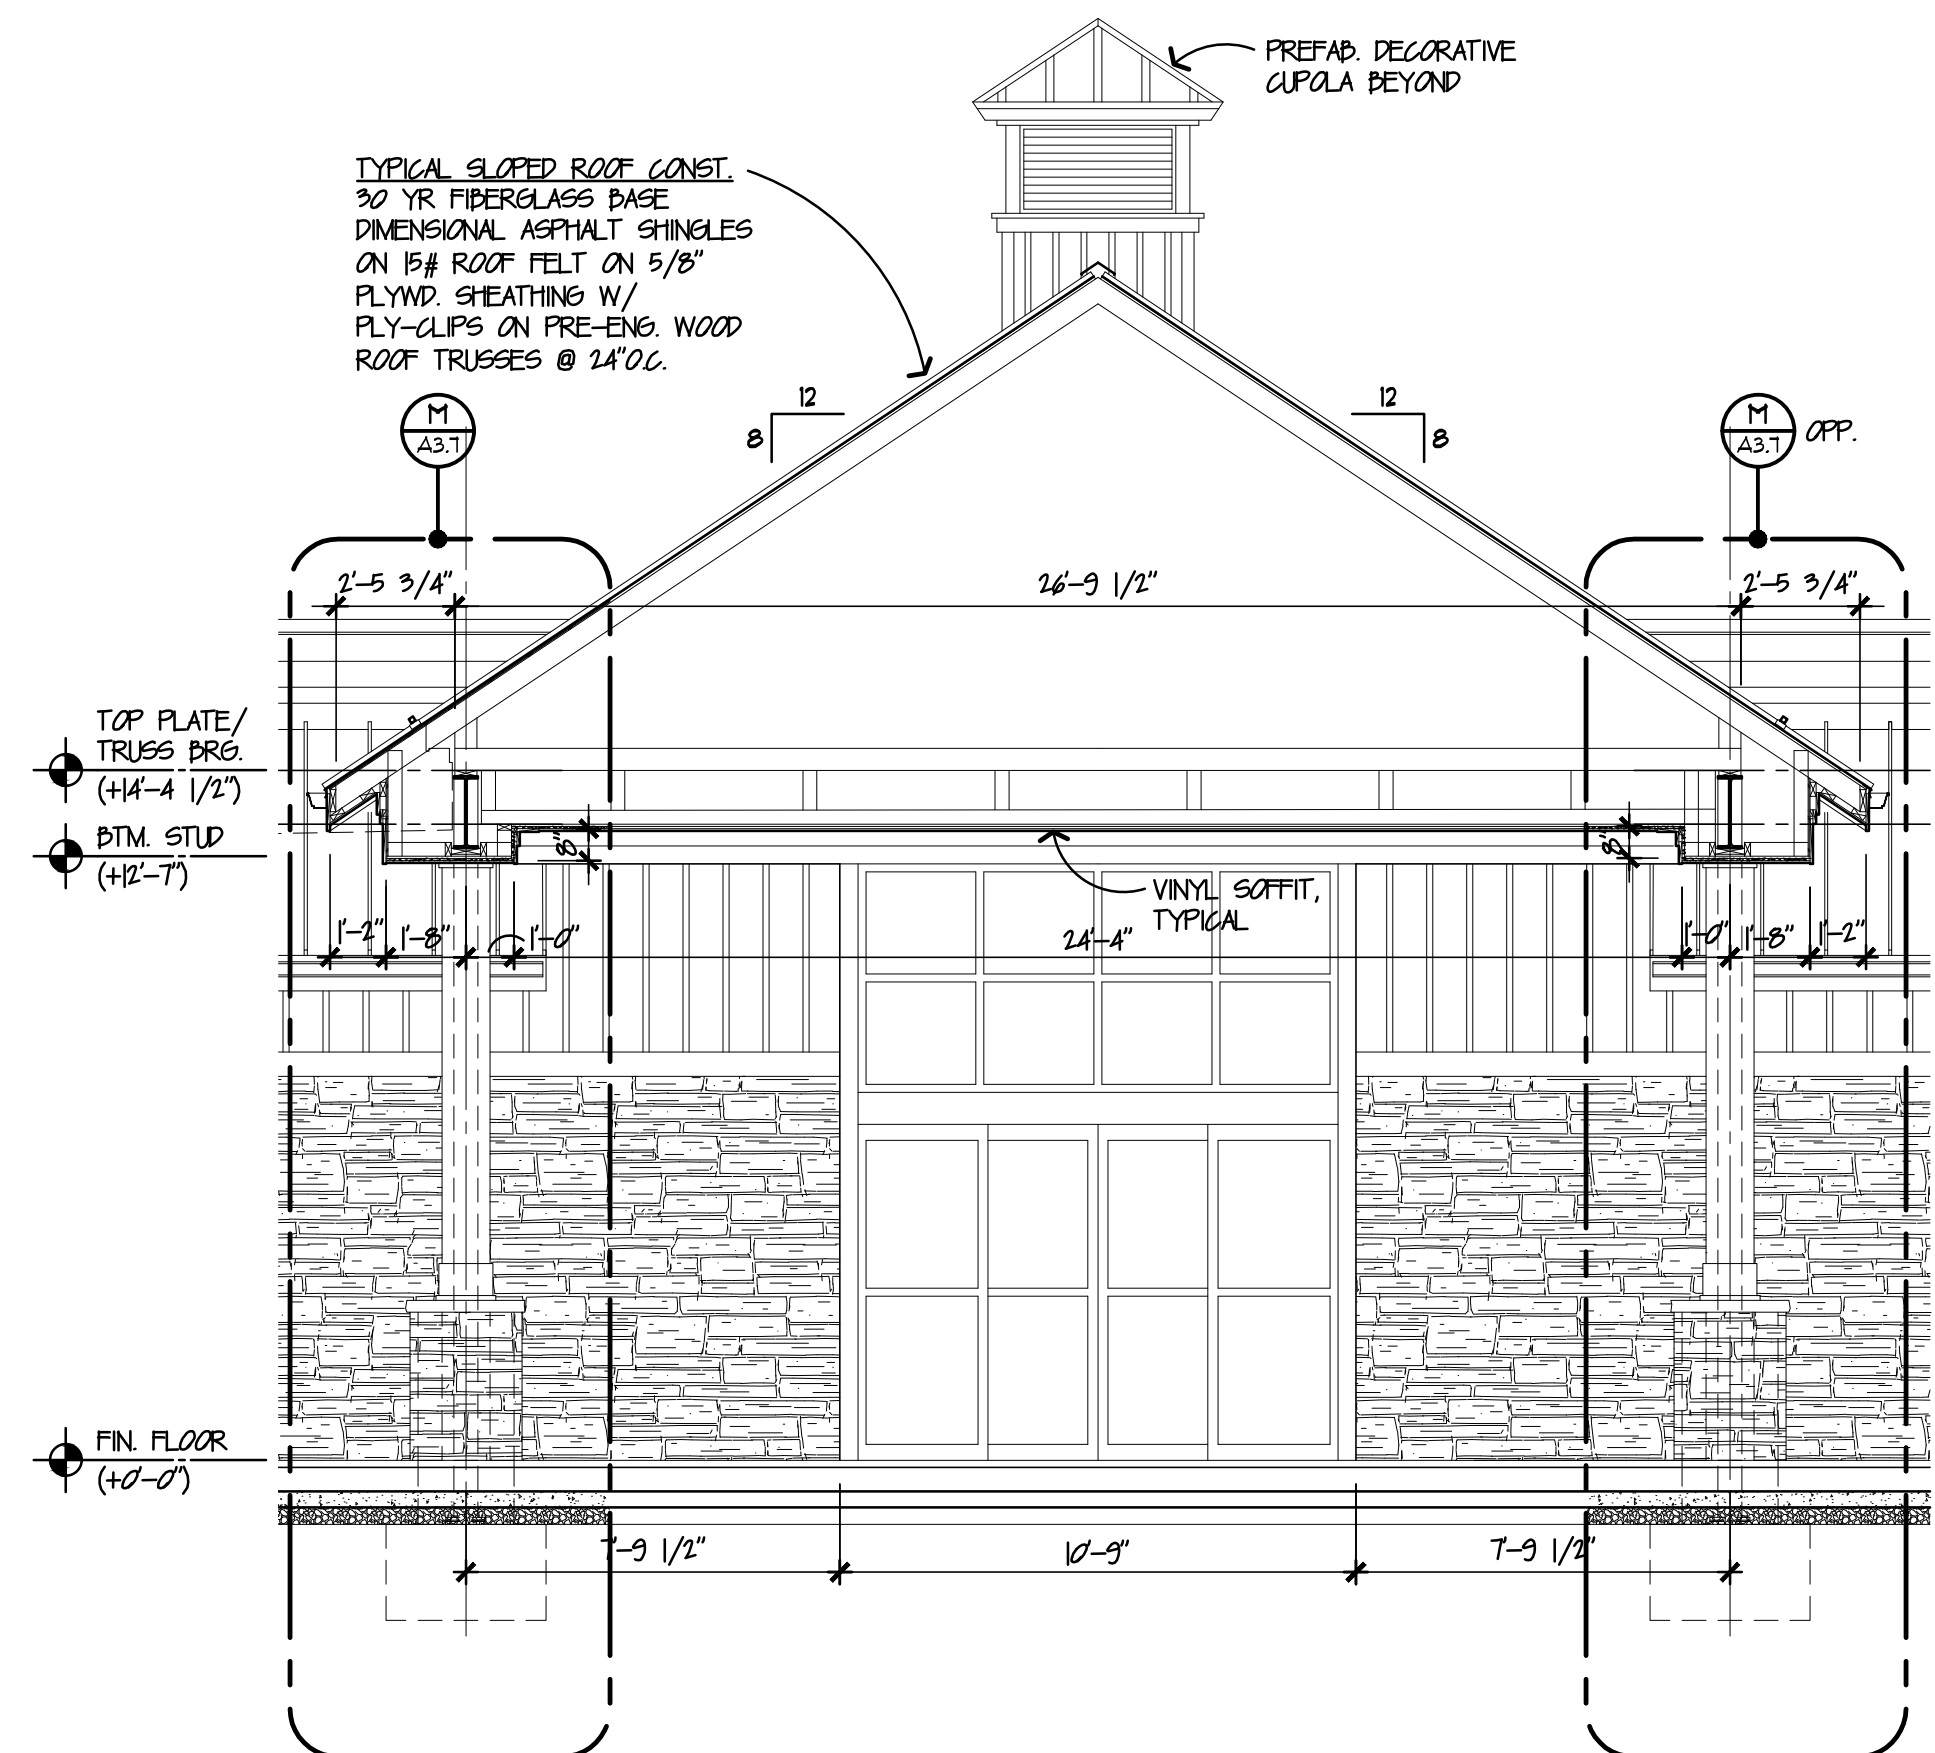 PREFAB. DECORATIVE
CUPOLA BEYOND
TYPICAL SLOPED ROOF CONST.
30 YR FIBERGLASS BASE
DIMENSIONAL ASPHALT SHINGLES
ON 15# ROOF FELT ON 5/8"
PLYWD. SHEATHING W/
PLY-CLIPS ON PRE-ENG. WOOD
ROOF TRUSSES @ 24"O.C.
12
8
12
8
M
A3.7
M
A3.7
OPP.
2'-5 3/4"
26'-9 1/2"
2'-5 3/4"
TOP PLATE/
TRUSS BRG.
(+14'-4 1/2")
BTM. STUD
(+12'-7")
8"
8"
VINYL SOFFIT,
TYPICAL
1'-2"
1'-8"
1'-0"
24'-4"
1'-0"
1'-8"
1'-2"
FIN. FLOOR
(+0'-0")
7'-9 1/2"
10'-9"
7'-9 1/2"